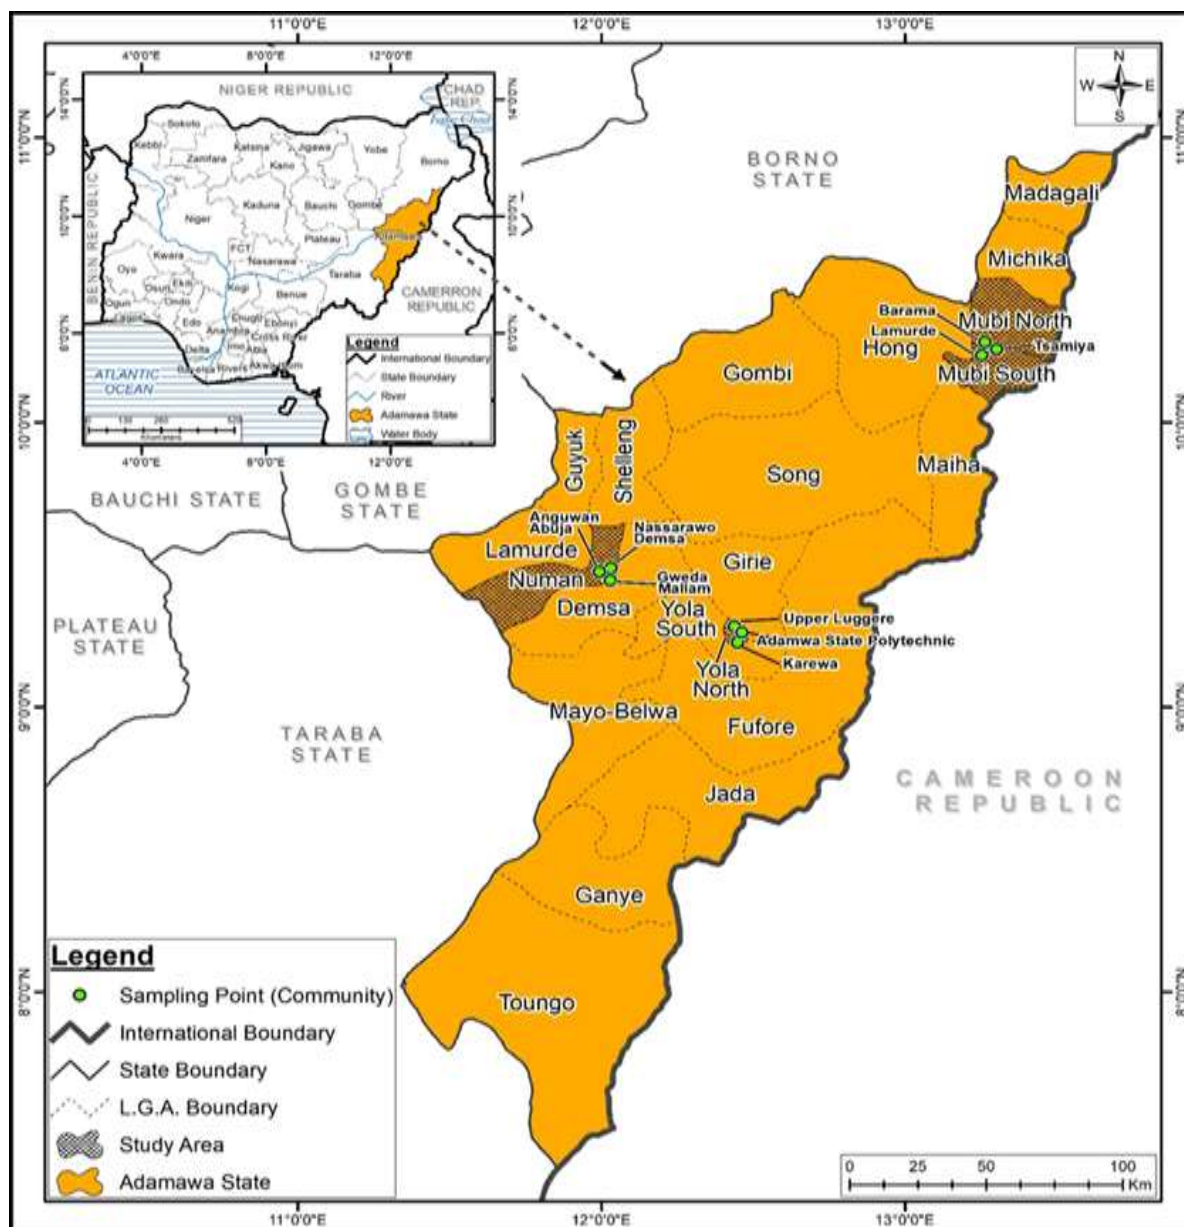 11°0'0"E 12°0'0"E 13°0'0"E
4°0'0"E 8°0'0"E 12°0'0"E
N
W E
S
NIGER REPUBLIC
CHAD
REP.
Lake Chad
Sokoto
Kebbi
Zamfara
Katsina
Kano
Jigawa
Yobe
Borno
Niger
Kaduna
Bauchi
Gombe
Adamawa
Plateau
FCT
Nasarawa
Kwara
Taraba
Oyo
Osun
Ekiti
Kogi
Benue
Ogun
Ondo
Lagos
Edo
Enugu
Anambra
Ebonyi
Cross River
Imo
Abia
Delta
Bayelsa
Rivers
Akwa Ibom
BENIN REPUBLIC
CAMERRON
REPUBLIC
ATLANTIC
OCEAN
0 130 260 520
Kilometers
Legend
International Boundary
State Boundary
River
Adamawa State
Water Body
14°0'0"N
10°0'0"N
6°0'0"N
4°0'0"E 8°0'0"E 12°0'0"E
11°0'0"N
10°0'0"N
9°0'0"N
8°0'0"N
BORNO
STATE
Madagali
Michika
Barama
Mubi North
Lamurde
Hong
Tsamiya
Mubi South
Gombi
Guyuk
Shelleng
Song
Maiha
BAUCHI STATE
GOMBE
STATE
Anguwan
Abuja
Nassarawo
Demsa
Lamurde
Girie
Numan
Gweda
Mallam
Demsa
Yola
South
Upper Luggere
Adamwa State Polytechnic
Karewa
Yola
North
PLATEAU
STATE
Mayo-Belwa
Fufore
TARABA
STATE
CAMEROON
REPUBLIC
Jada
Ganye
Toungo
Legend
Sampling Point (Community)
International Boundary
State Boundary
L.G.A. Boundary
Study Area
Adamawa State
0 25 50 100
Km
11°0'0"E 12°0'0"E 13°0'0"E